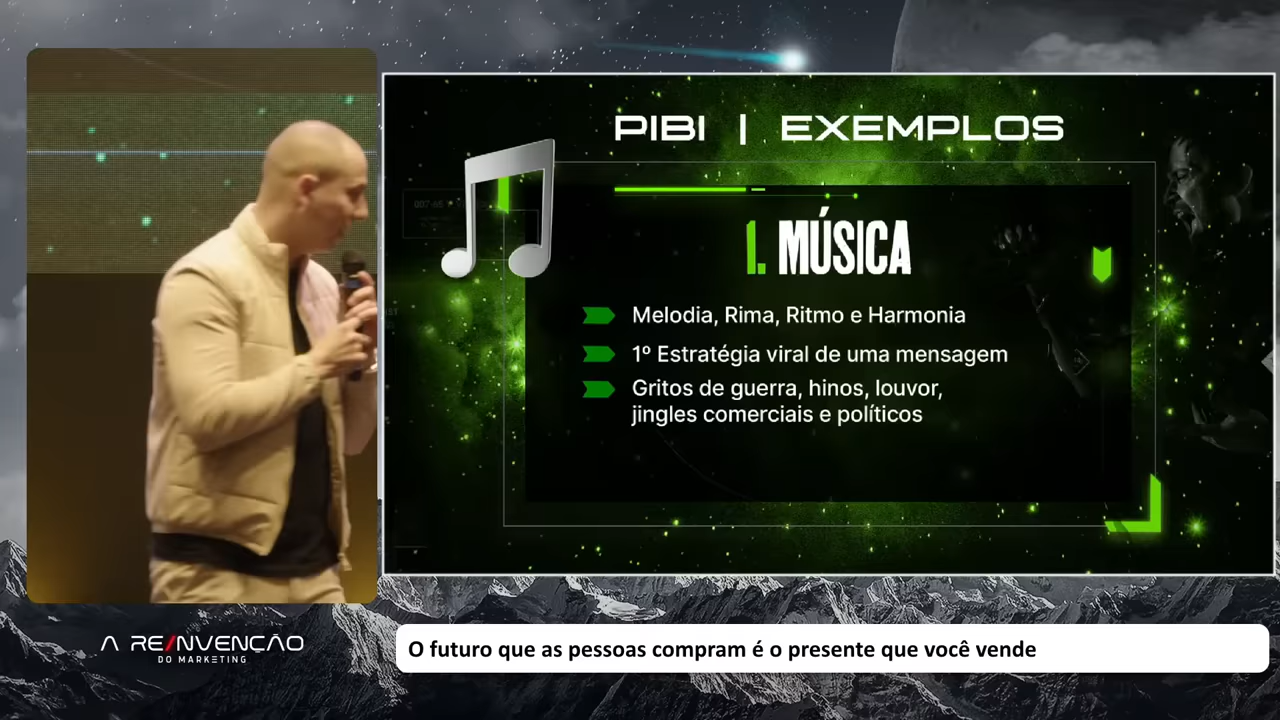 PIBI | EXEMPLOS
1. MÚSICA
Melodia, Rima, Ritmo e Harmonia
1º Estratégia viral de uma mensagem
Gritos de guerra, hinos, louvor,
jingles comerciais e políticos
A RE/NVENÇÃO
DO MARKETING
O futuro que as pessoas compram é o presente que você vende